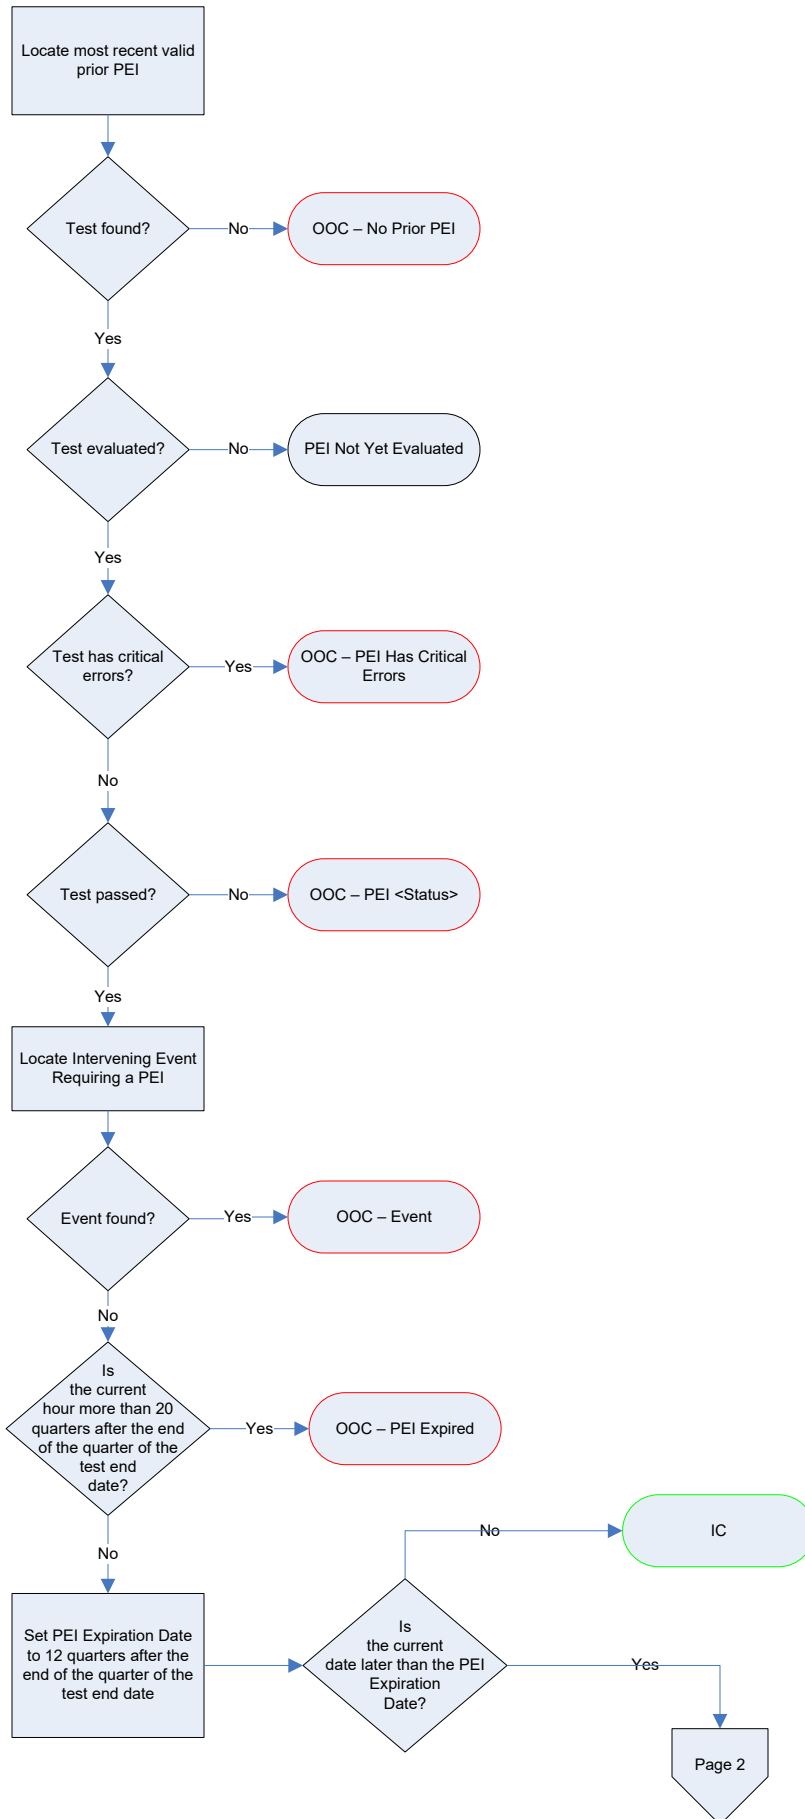 Locate most recent valid
prior PEI
Test found?
No
OOC – No Prior PEI
Yes
Test evaluated?
No
PEI Not Yet Evaluated
Yes
Test has critical
errors?
Yes
OOC – PEI Has Critical
Errors
No
Test passed?
No
OOC – PEI <Status>
Yes
Locate Intervening Event
Requiring a PEI
Event found?
Yes
OOC – Event
No
Is
the current
hour more than 20
quarters after the end
of the quarter of the
test end
date?
Yes
OOC – PEI Expired
No
Set PEI Expiration Date
to 12 quarters after the
end of the quarter of the
test end date
Is
the current
date later than the PEI
Expiration
Date?
No
IC
Yes
Page 2